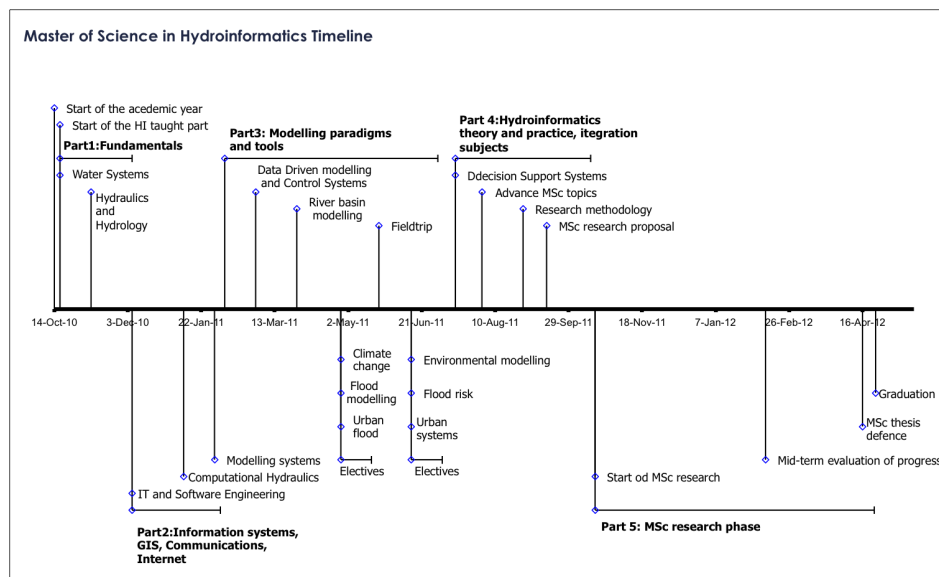 Master of Science in Hydroinformatics Timeline
Start of the acedemic year
Start of the HI taught part
Part1:Fundamentals
Water Systems
Hydraulics
and
Hydrology
Part3: Modelling paradigms
and tools
Data Driven modelling
and Control Systems
River basin
modelling
Fieldtrip
Part 4:Hydroinformatics
theory and practice, itegration
subjects
Ddecision Support Systems
Advance MSc topics
Research methodology
MSc research proposal
14-Oct-10
3-Dec-10
22-Jan-11
13-Mar-11
2-May-11
21-Jun-11
10-Aug-11
29-Sep-11
18-Nov-11
7-Jan-12
26-Feb-12
16-Apr-12
Modelling systems
Computational Hydraulics
IT and Software Engineering
Part2:Information systems,
GIS, Communications,
Internet
Climate
change
Flood
modelling
Urban
flood
Electives
Environmental modelling
Flood risk
Urban
systems
Electives
Start od MSc research
Part 5: MSc research phase
Graduation
MSc thesis
defence
Mid-term evaluation of progress